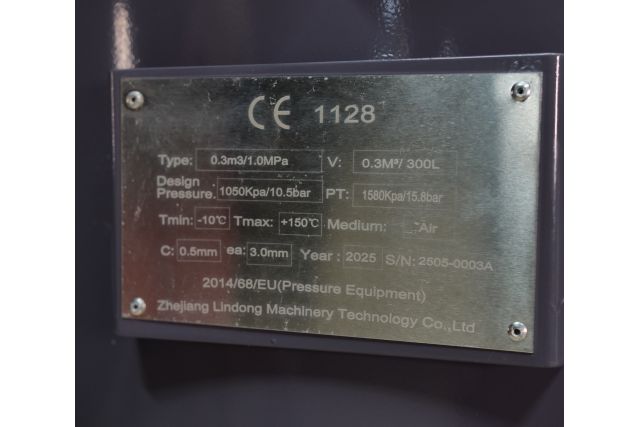 CE 1128
Type: 0.3m3/1.0MPa V: 0.3M³/ 300L
Design Pressure. 1050Kpa/10.5bar PT: 1580Kpa/15.8bar
Tmin: -10℃ Tmax: +150℃ Medium: Air
C: 0.5mm ea: 3.0mm Year : 2025 S/N: 2505-0003A
2014/68/EU(Pressure Equipment)
Zhejiang Lindong Machinery Technology Co.,Ltd